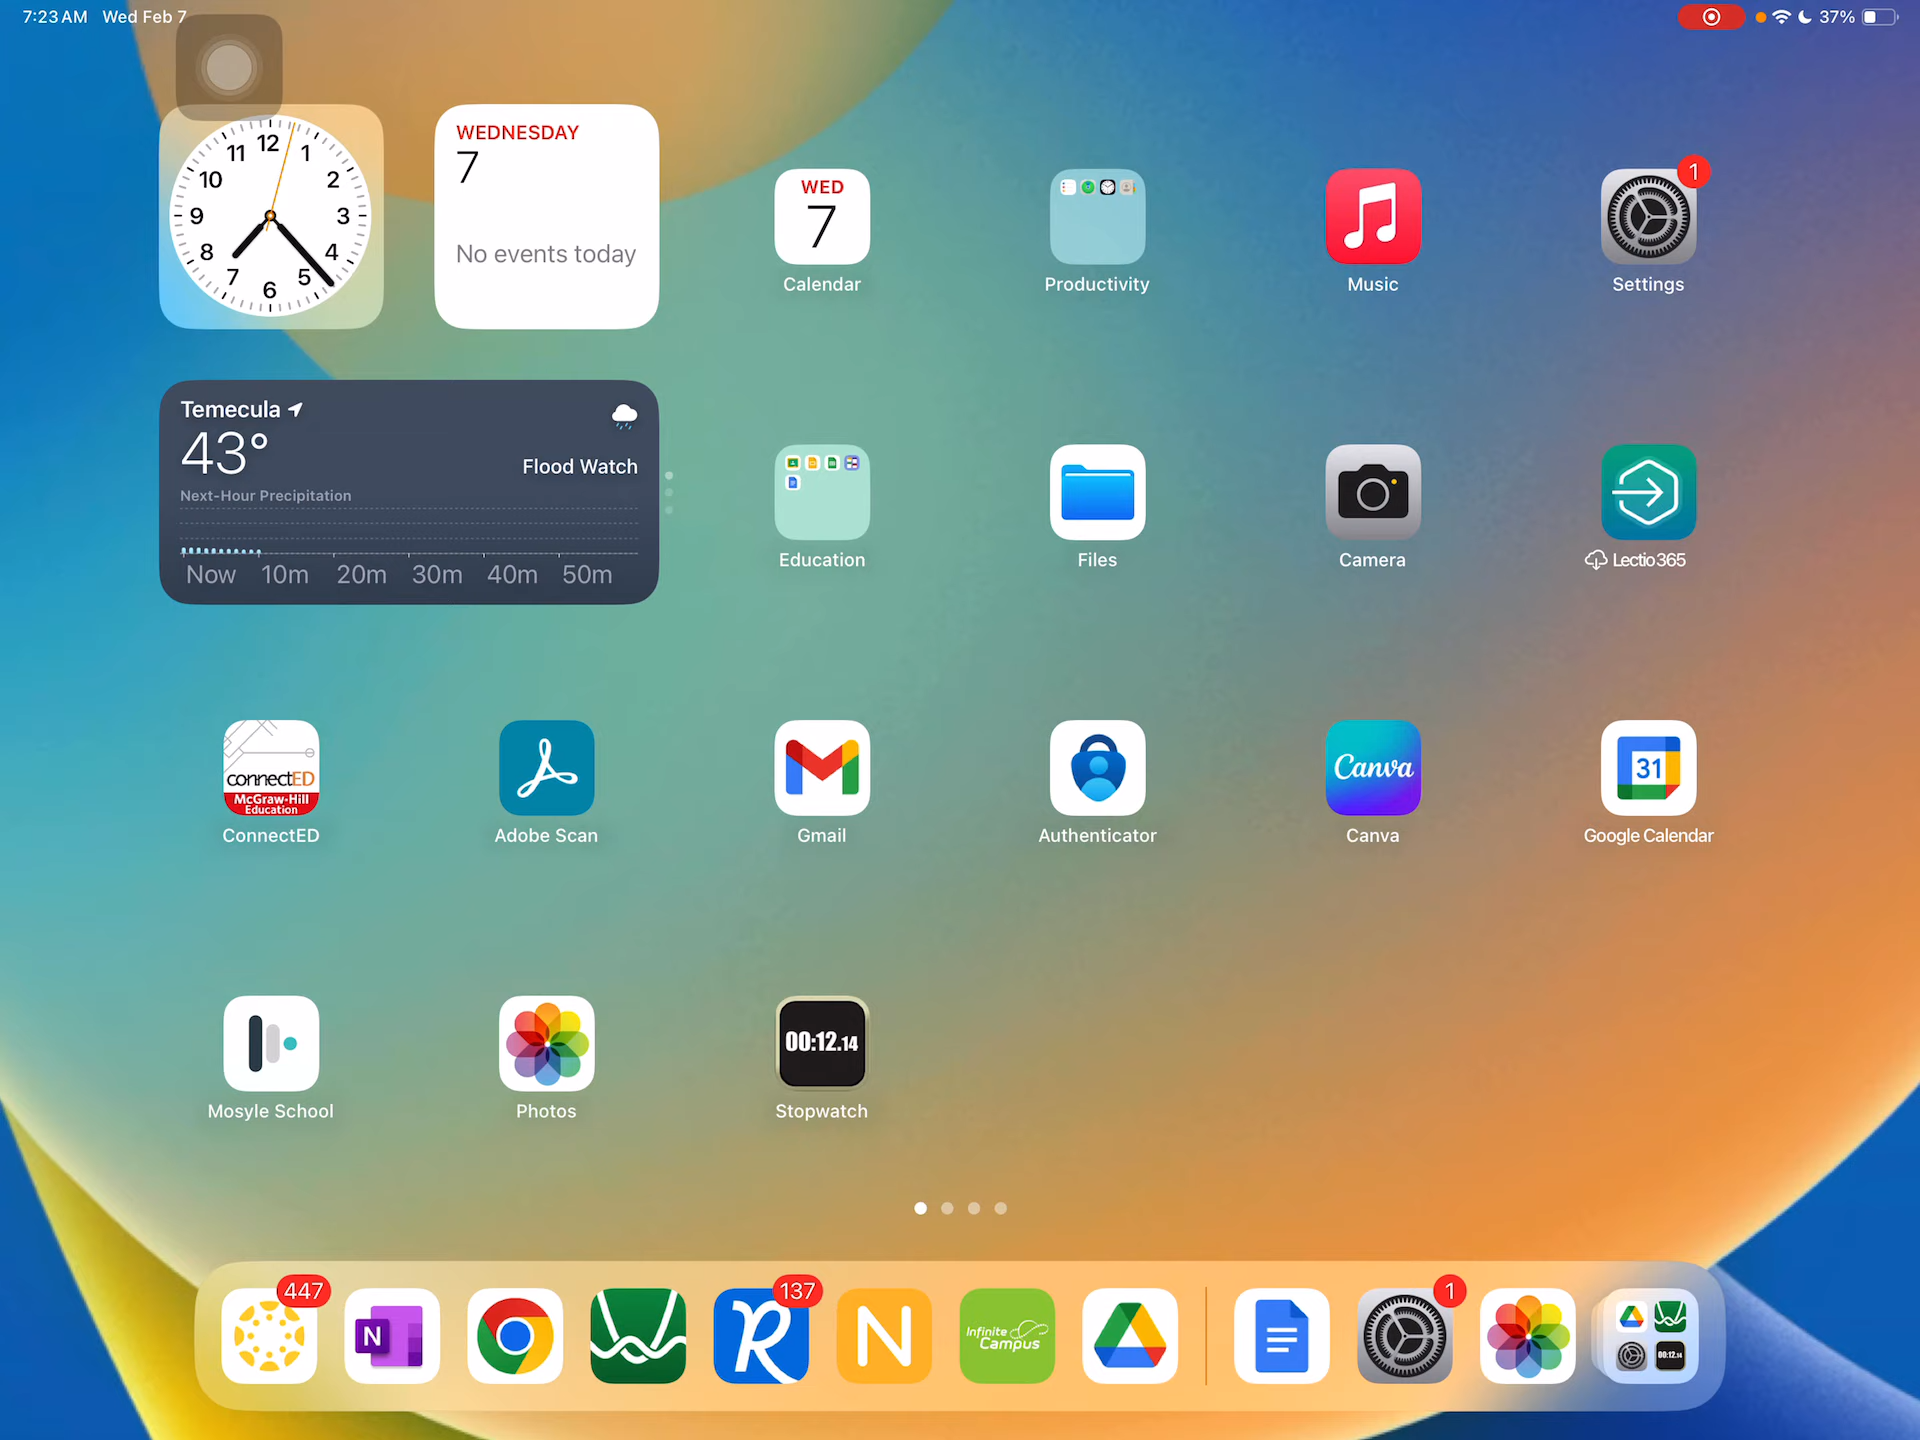 7:23 AM Wed Feb 7
37%
12
1
2
3
4
5
6
7
8
9
10
11
WEDNESDAY
7
No events today
WED
7
Calendar
Productivity
Music
1
Settings
Temecula
43°
Flood Watch
Next-Hour Precipitation
Now 10m 20m 30m 40m 50m
Education
Files
Camera
Lectio365
connectED
McGraw-Hill
Education
ConnectED
Adobe Scan
Gmail
Authenticator
Canva
Canva
31
Google Calendar
Mosyle School
Photos
00:12.14
Stopwatch
447
N
R
137
N
Infinite
Campus
1
00:12.14